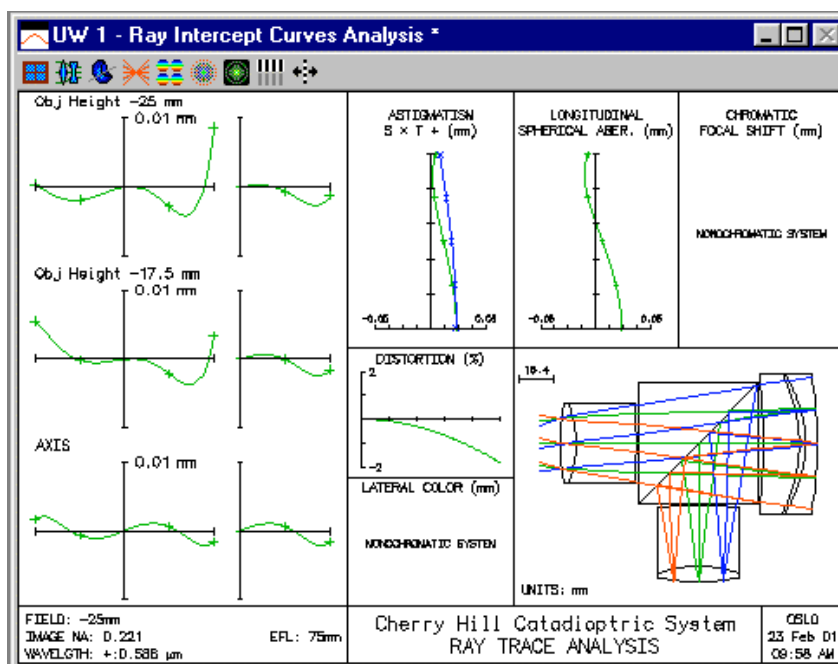 UW 1 - Ray Intercept Curves Analysis *
Obj Height -25 mm
0.01 mm
Obj Height -17.5 mm
0.01 mm
AXIS
0.01 mm
ASTIGMATISM
S × T + (mm)
-0.05
0.05
LONGITUDINAL
SPHERICAL ABER. (mm)
-0.05
0.05
CHROMATIC
FOCAL SHIFT (mm)
MONOCHROMATIC SYSTEM
DISTORTION (%)
2
-2
LATERAL COLOR (mm)
MONOCHROMATIC SYSTEM
18.4
UNITS: mm
FIELD: -25mm
IMAGE NA: 0.221
EFL: 75mm
WAVELGTH: +:0.588 µm
Cherry Hill Catadioptric System
RAY TRACE ANALYSIS
OSLO
23 Feb 01
09:58 AM